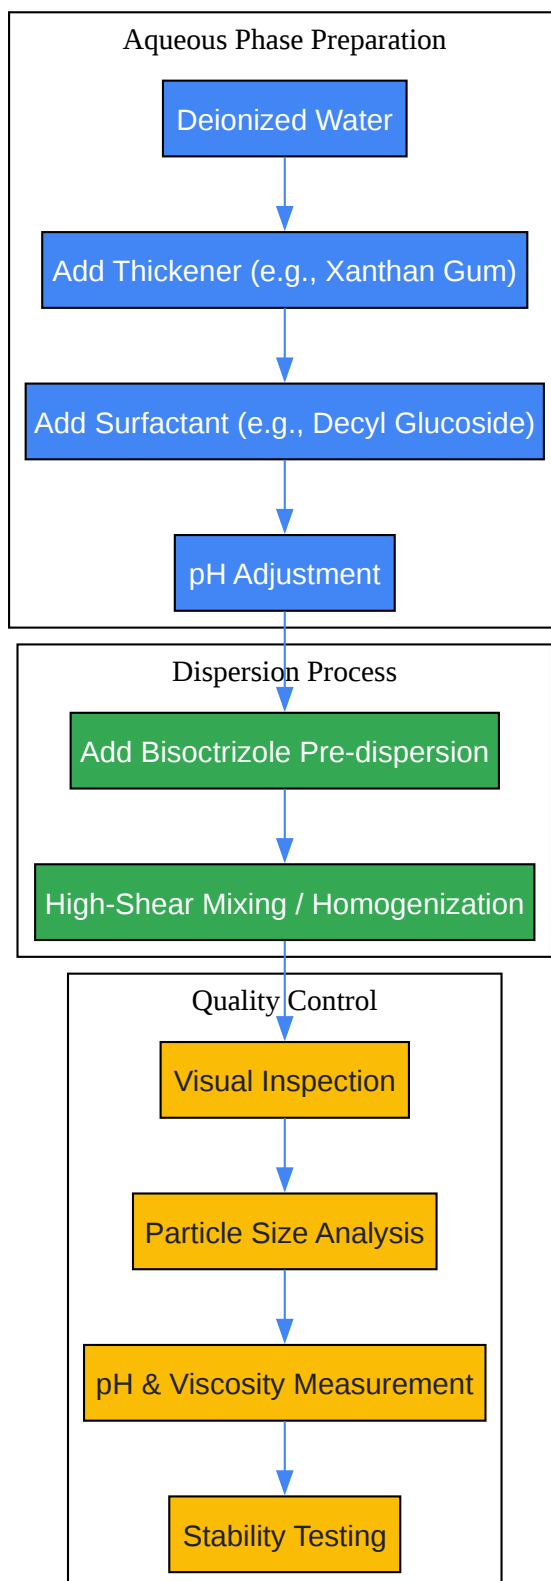 Aqueous Phase Preparation
Deionized Water
Add Thickener (e.g., Xanthan Gum)
Add Surfactant (e.g., Decyl Glucoside)
pH Adjustment
Dispersion Process
Add Bisoctrizole Pre-dispersion
High-Shear Mixing / Homogenization
Quality Control
Visual Inspection
Particle Size Analysis
pH & Viscosity Measurement
Stability Testing